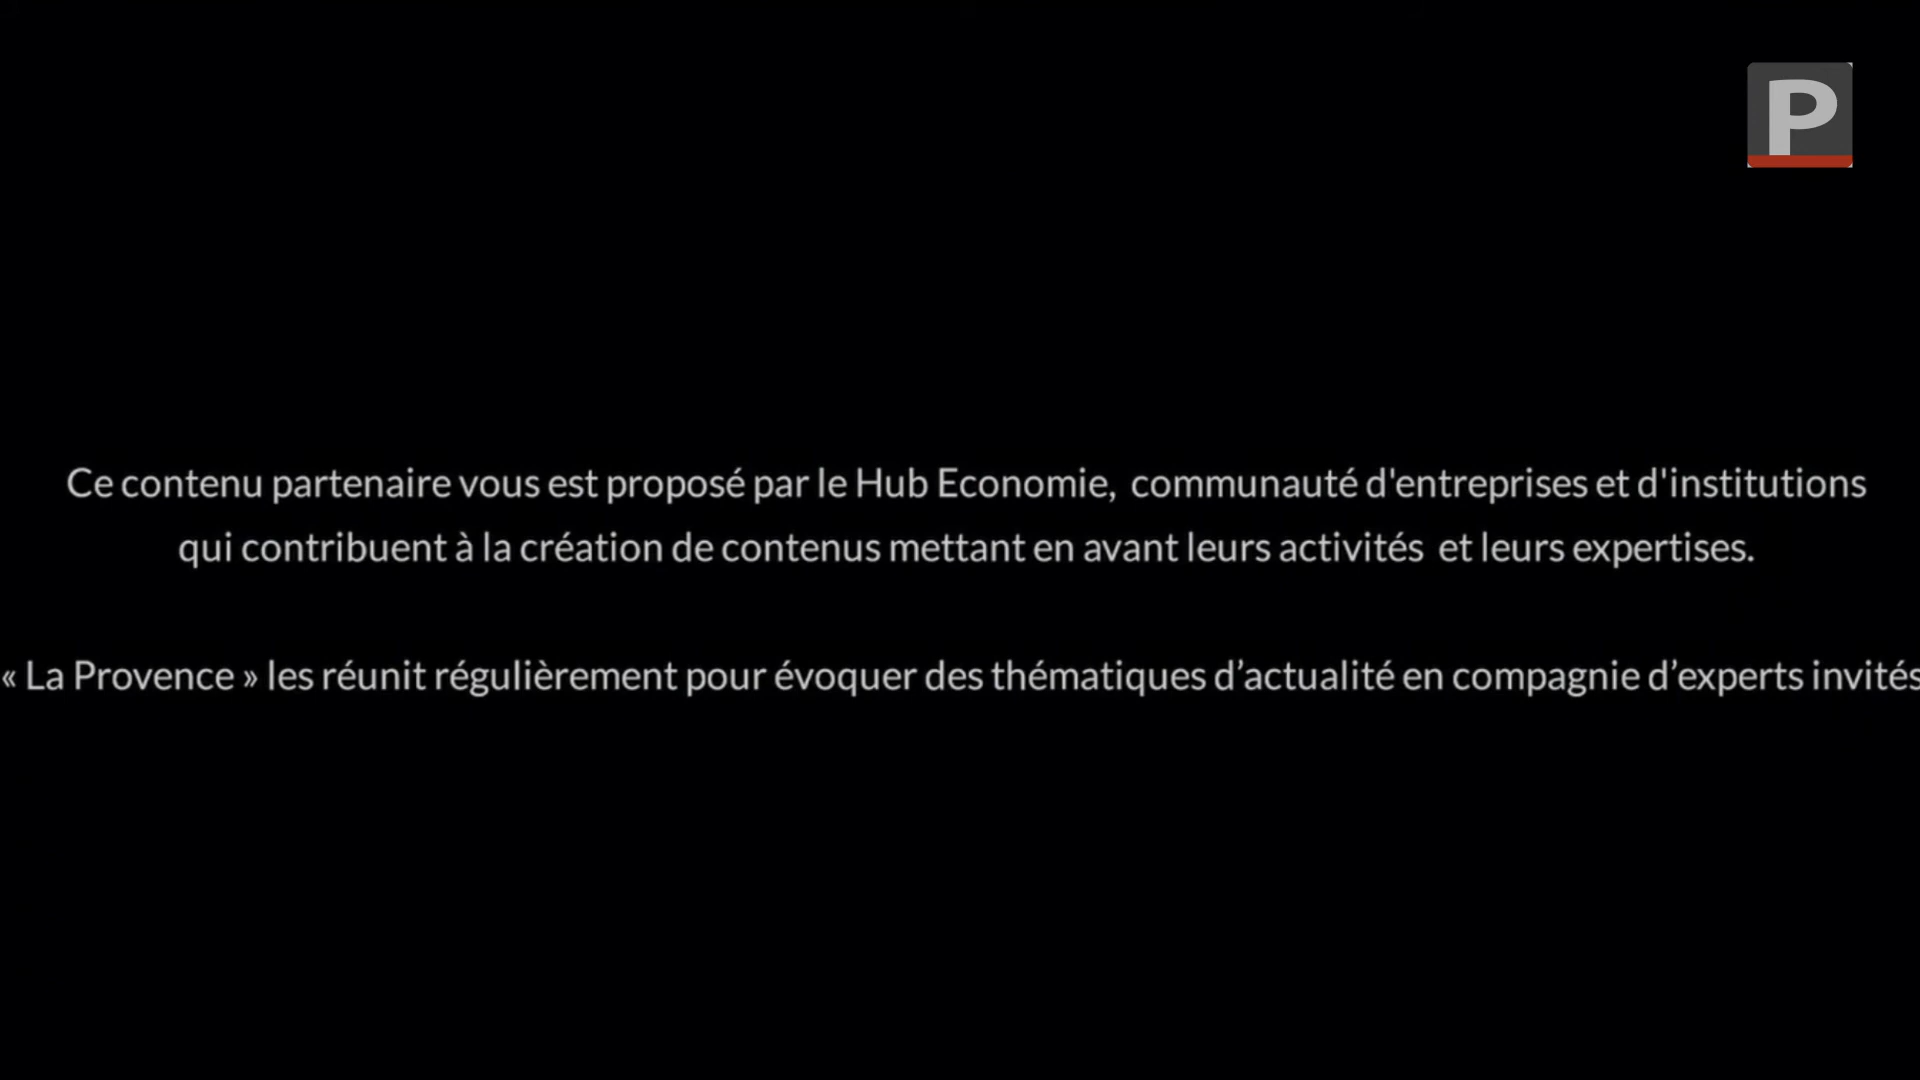 P
Ce contenu partenaire vous est proposé par le Hub Economie,  communauté d'entreprises et d'institutions
qui contribuent à la création de contenus mettant en avant leurs activités  et leurs expertises.
« La Provence » les réunit régulièrement pour évoquer des thématiques d’actualité en compagnie d’experts invités